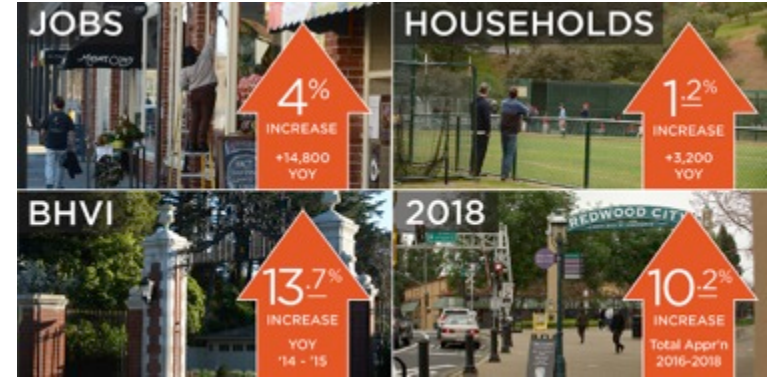 JOBS
4%
INCREASE
+14,800
YOY
HOUSEHOLDS
1.2%
INCREASE
+3,200
YOY
BHVI
13.7%
INCREASE
YOY
'14 - '15
2018
REDWOOD CITY
10.2%
INCREASE
Total Appr'n
2016-2018